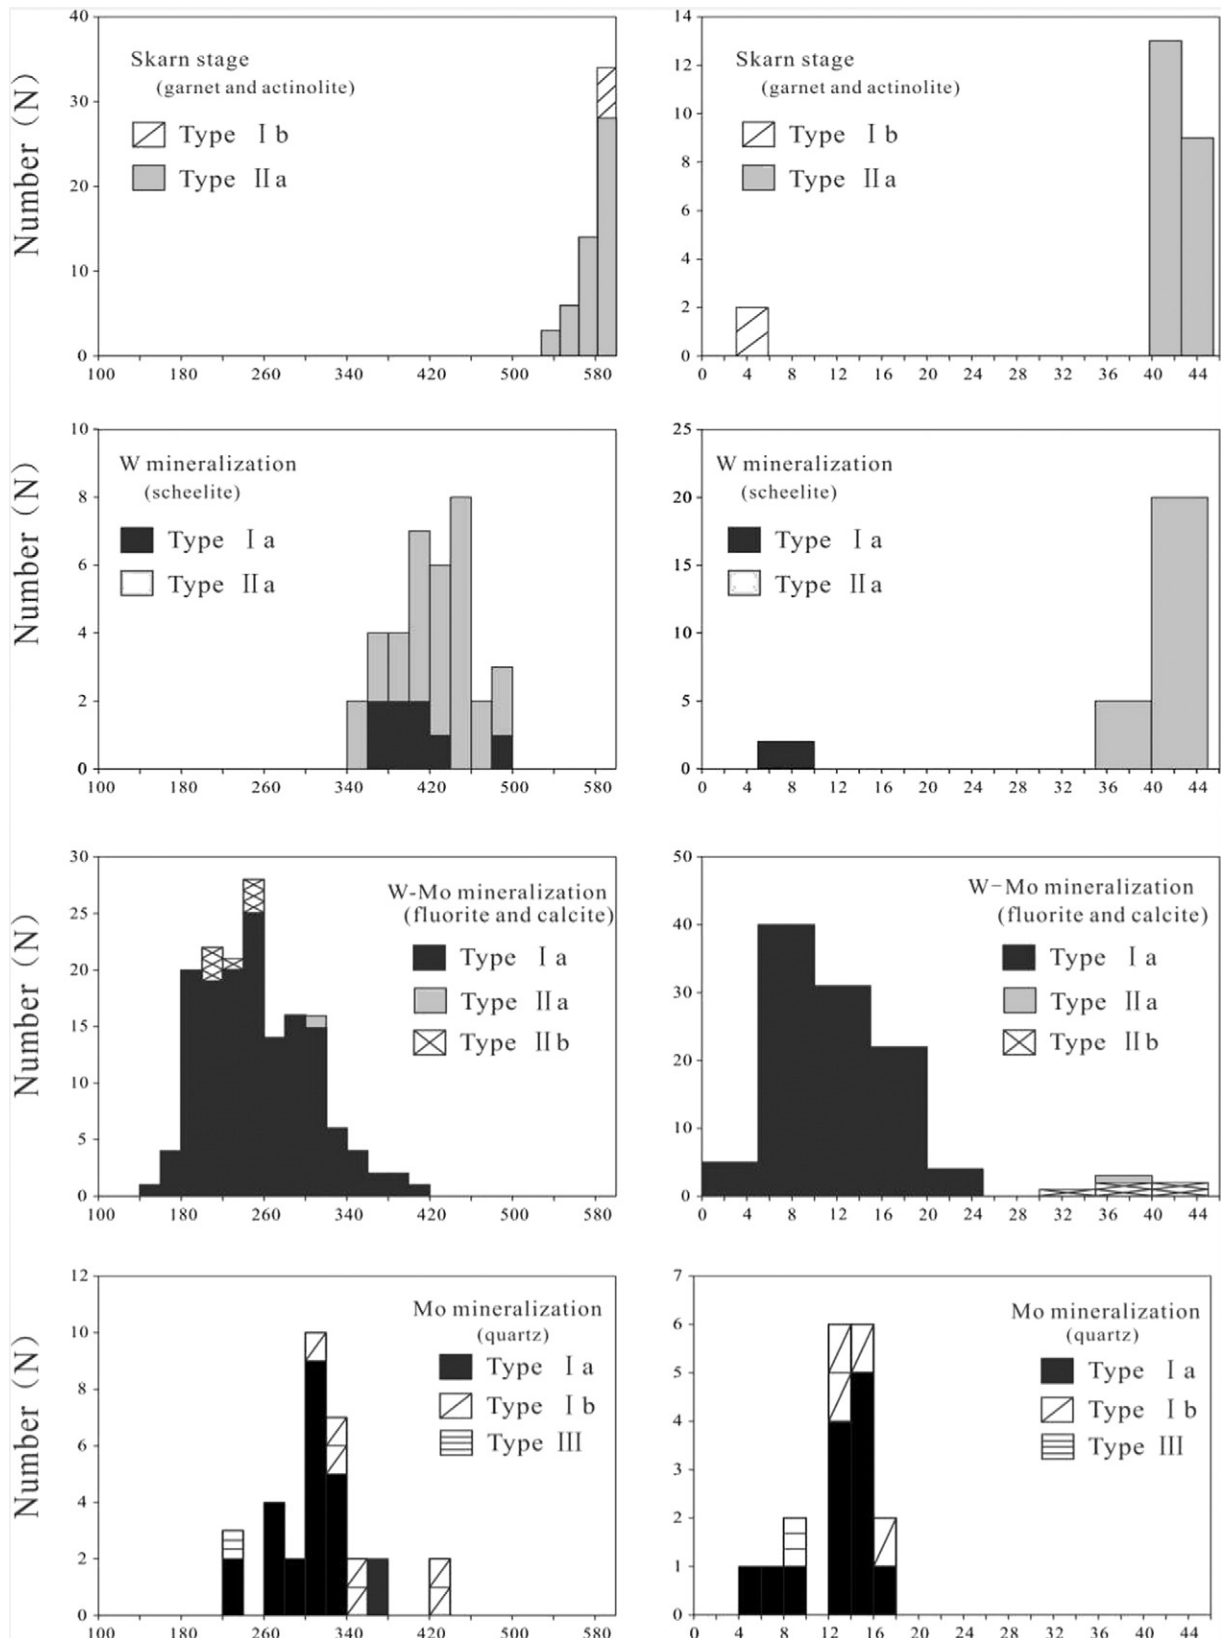 40
30
20
10
0
Number (N)
Skarn stage
(garnet and actinolite)
Type Ⅰb
Type Ⅱa
100 180 260 340 420 500 580
14
12
10
8
6
4
2
0
Skarn stage
(garnet and actinolite)
Type Ⅰb
Type Ⅱa
0 4 8 12 16 20 24 28 32 36 40 44
10
8
6
4
2
0
Number (N)
W mineralization
(scheelite)
Type Ⅰa
Type Ⅱa
100 180 260 340 420 500 580
25
20
15
10
5
0
W mineralization
(scheelite)
Type Ⅰa
Type Ⅱa
0 4 8 12 16 20 24 28 32 36 40 44
30
25
20
15
10
5
0
Number (N)
W-Mo mineralization
(fluorite and calcite)
Type Ⅰa
Type Ⅱa
Type Ⅱb
100 180 260 340 420 500 580
50
40
30
20
10
0
W-Mo mineralization
(fluorite and calcite)
Type Ⅰa
Type Ⅱa
Type Ⅱb
0 4 8 12 16 20 24 28 32 36 40 44
12
10
8
6
4
2
0
Number (N)
Mo mineralization
(quartz)
Type Ⅰa
Type Ⅰb
Type Ⅲ
100 180 260 340 420 500 580
7
6
5
4
3
2
1
0
Mo mineralization
(quartz)
Type Ⅰa
Type Ⅰb
Type Ⅲ
0 4 8 12 16 20 24 28 32 36 40 44